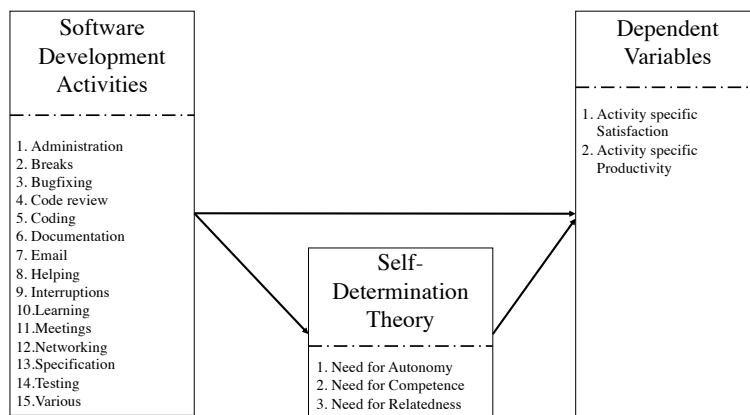 Software
Development
Activities
1. Administration
2. Breaks
3. Bugfixing
4. Code review
5. Coding
6. Documentation
7. Email
8. Helping
9. Interruptions
10.Learning
11.Meetings
12.Networking
13.Specification
14.Testing
15.Various
Self-
Determination
Theory
1. Need for Autonomy
2. Need for Competence
3. Need for Relatedness
Dependent
Variables
1. Activity specific
Satisfaction
2. Activity specific
Productivity